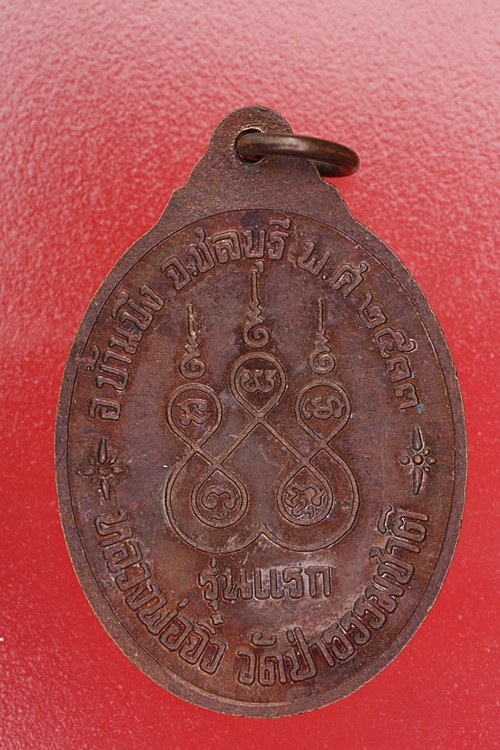 อ.บ้านบึง จ.ชลบุรี พ.ศ ๒๕๓๓
รุ่นแรก
หลวงพ่อจิ๋ว วัดป่าธรรมชาติ